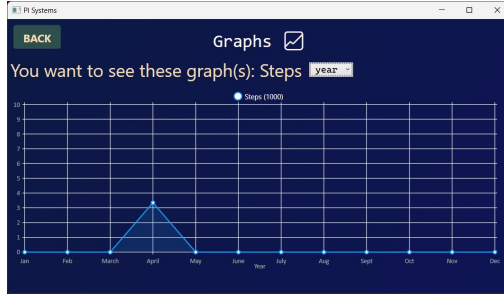 PI Systems
BACK
Graphs
You want to see these graph(s): Steps year
Steps (1000)
10
9
8
7
6
5
4
3
2
1
0
Jan Feb March April May June July Aug Sept Oct Nov Dec
Year